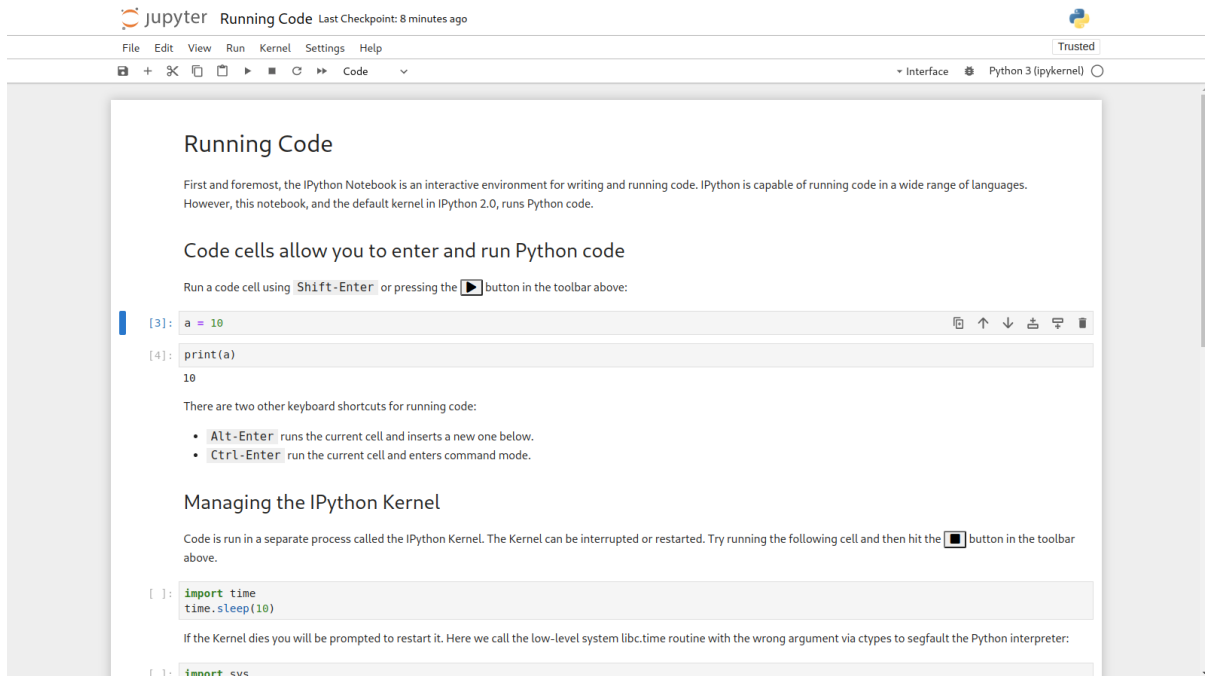 jupyter Running Code Last Checkpoint: 8 minutes ago
File Edit View Run Kernel Settings Help
Trusted
Code
Interface
Python 3 (ipykernel)
Running Code
First and foremost, the IPython Notebook is an interactive environment for writing and running code. IPython is capable of running code in a wide range of languages.
However, this notebook, and the default kernel in IPython 2.0, runs Python code.
Code cells allow you to enter and run Python code
Run a code cell using Shift-Enter or pressing the button in the toolbar above:
[3]: a = 10
[4]: print(a)
10
There are two other keyboard shortcuts for running code:
• Alt-Enter runs the current cell and inserts a new one below.
• Ctrl-Enter run the current cell and enters command mode.
Managing the IPython Kernel
Code is run in a separate process called the IPython Kernel. The Kernel can be interrupted or restarted. Try running the following cell and then hit the button in the toolbar
above.
[ ]: import time
time.sleep(10)
If the Kernel dies you will be prompted to restart it. Here we call the low-level system libc.time routine with the wrong argument via ctypes to segfault the Python interpreter:
[ ]: import sys